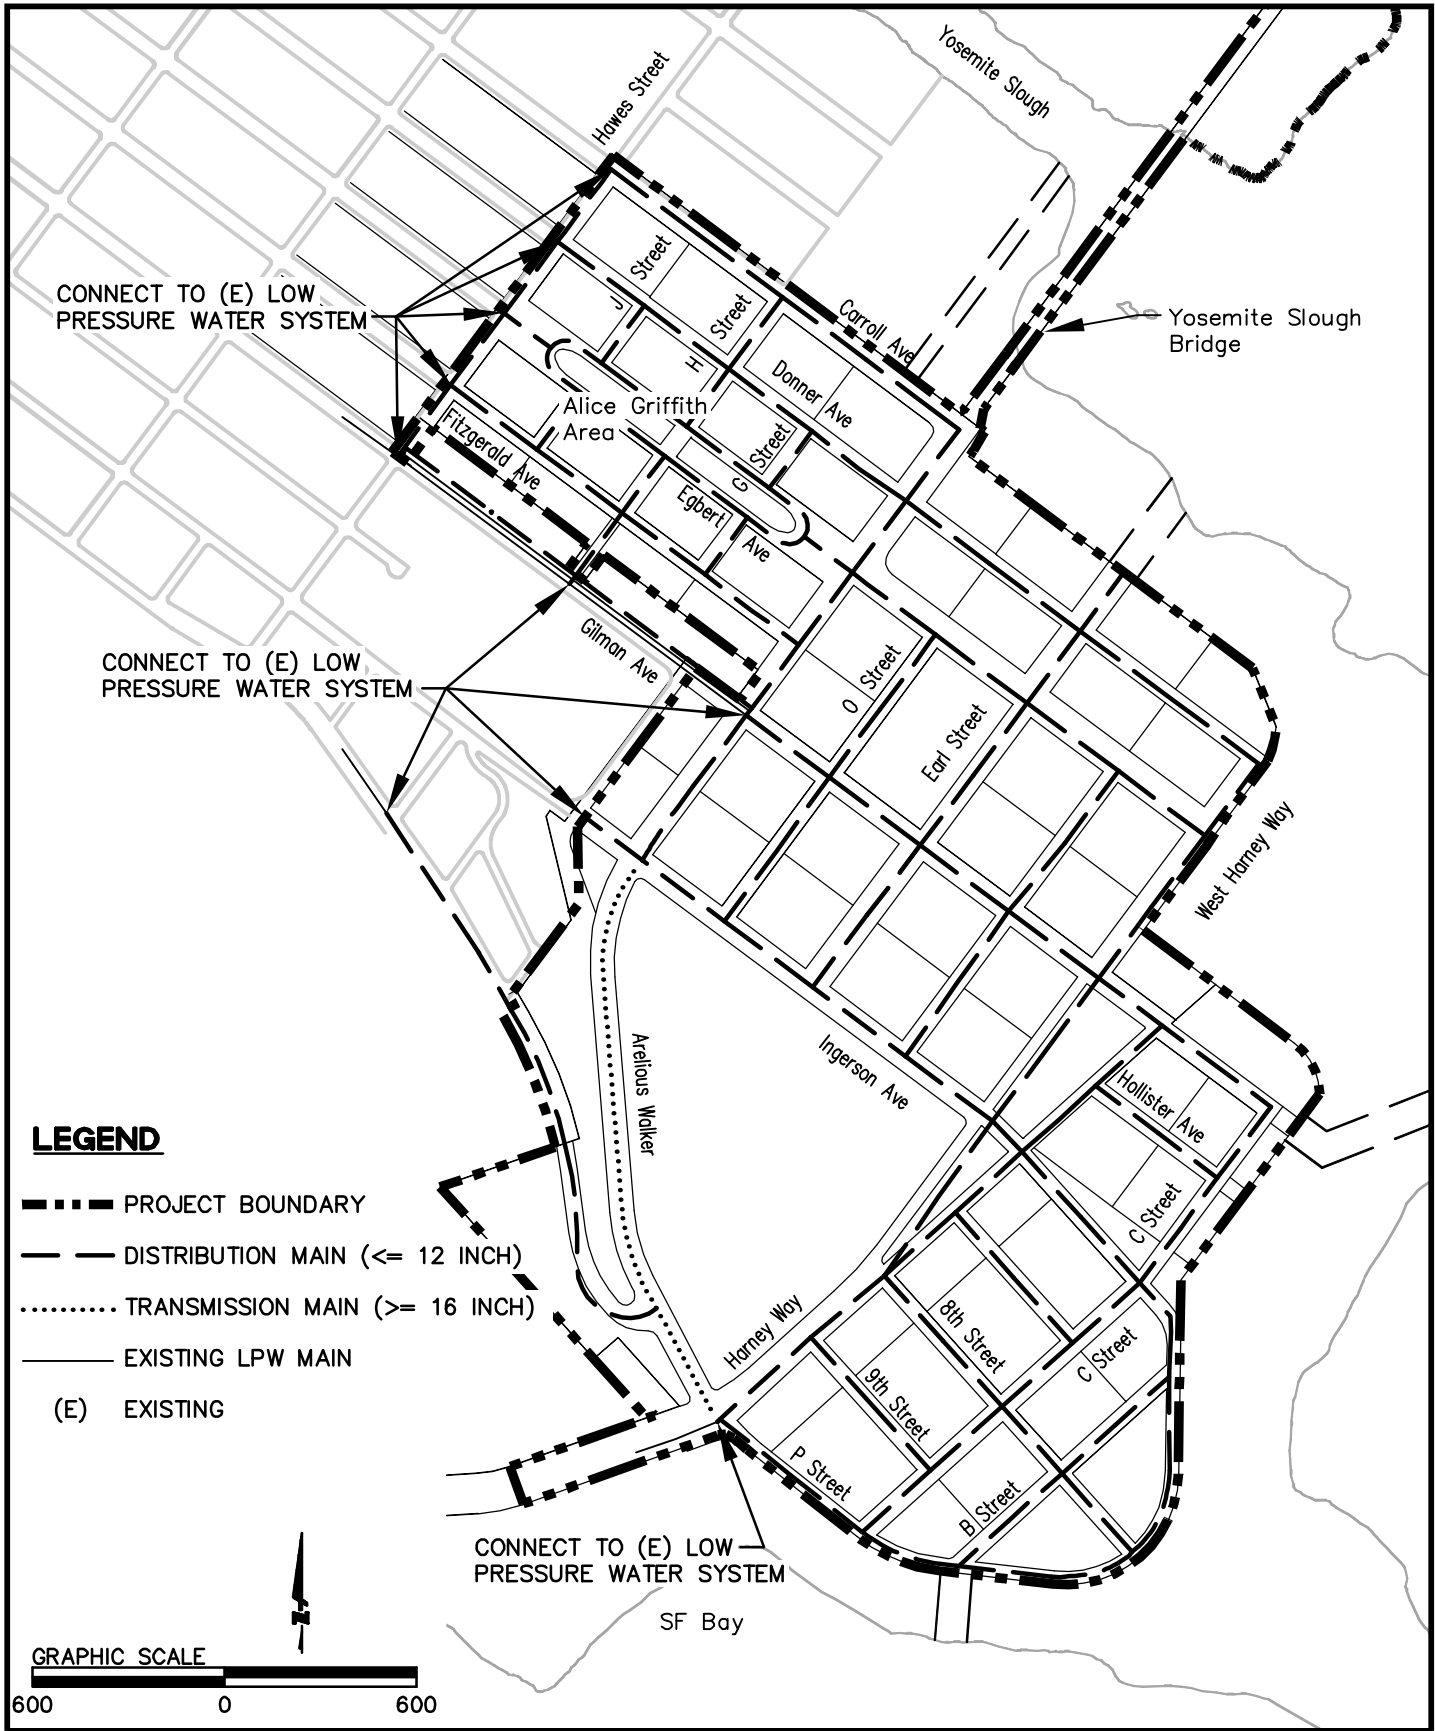 Yosemite Slough
Hawes Street
CONNECT TO (E) LOW
PRESSURE WATER SYSTEM
Street
J
Street
H
Carroll Ave
Yosemite Slough
Bridge
Donner Ave
Alice Griffith
Area
Fitzgerald Ave
Street
G
Egbert
Ave
Gilman Ave
CONNECT TO (E) LOW
PRESSURE WATER SYSTEM
O Street
Earl Street
West Harney Way
Arelious Walker
Ingerson Ave
Hollister Ave
C Street
LEGEND
PROJECT BOUNDARY
DISTRIBUTION MAIN (<= 12 INCH)
TRANSMISSION MAIN (>= 16 INCH)
EXISTING LPW MAIN
(E) EXISTING
Harney Way
8th Street
C Street
9th Street
P Street
B Street
CONNECT TO (E) LOW
PRESSURE WATER SYSTEM
SF Bay
N
GRAPHIC SCALE
600 0 600